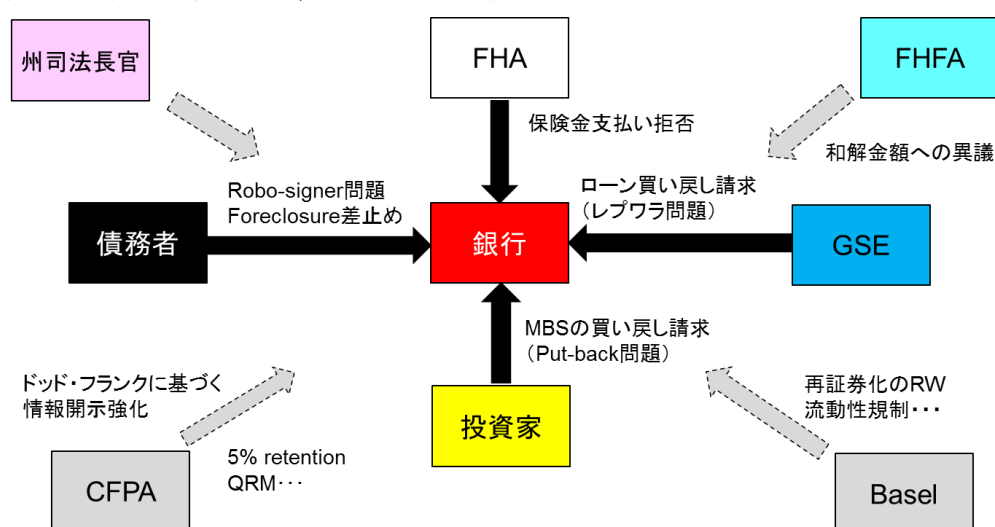 州司法長官
FHA
FHFA
保険金支払い拒否
和解金額への異議
Robo-signer問題
Foreclosure差止め
ローン買い戻し請求
（レプワラ問題）
債務者
銀行
GSE
MBSの買い戻し請求
（Put-back問題）
ドッド・フランクに基づく
情報開示強化
再証券化のRW
流動性規制・・・
投資家
5% retention
QRM・・・
CFPA
Basel